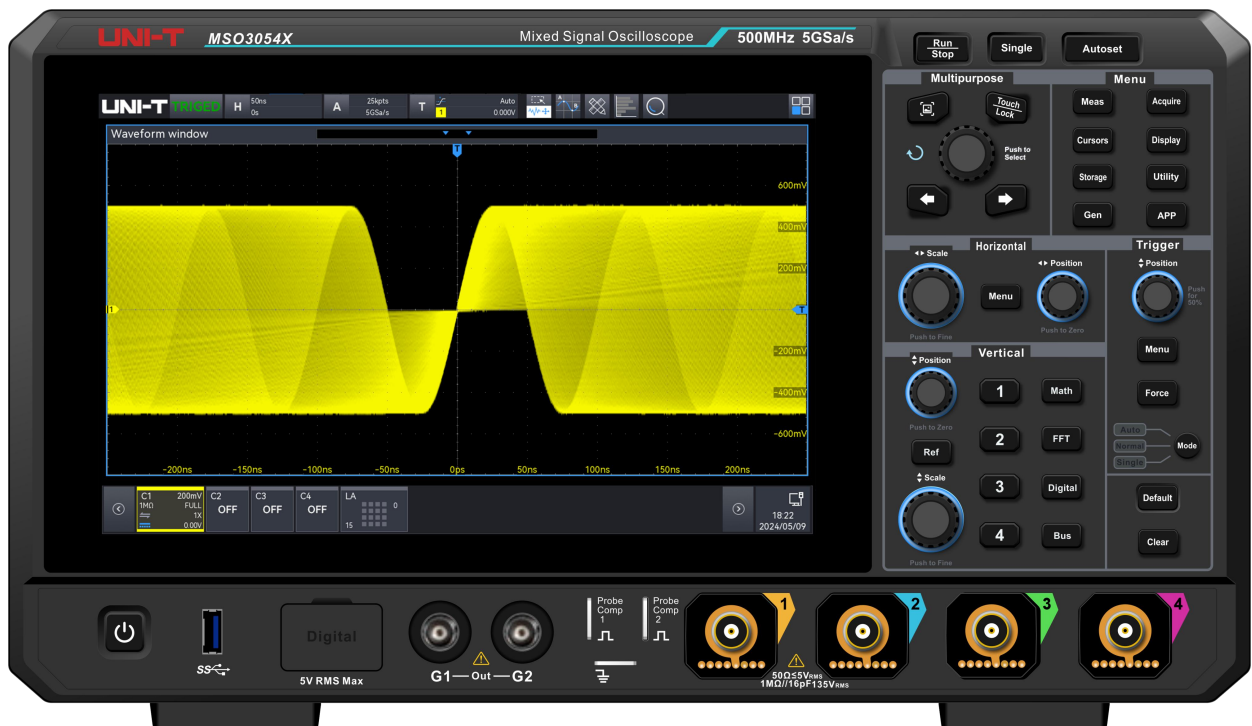 UNI-T MSO3054X Mixed Signal Oscilloscope 500MHz 5GSa/s
UNI-T TRIGED H 50ns 0s A 25kpts 5GSa/s T 1 Auto 0.000V
Waveform window
T
600mV
400mV
200mV
1
T
-200mV
-400mV
-600mV
-200ns -150ns -100ns -50ns 0ps 50ns 100ns 150ns 200ns
C1 200mV C2 C3 C4 LA
1MΩ FULL OFF OFF OFF 0
1X
0.00V 15
18:22
2024/05/09
Run
Stop
Single
Autoset
Multipurpose
Touch
Lock
Push to
Select
Menu
Meas Acquire
Cursors Display
Storage Utility
Gen APP
Horizontal
Scale
Position
Menu
Push to Fine
Push to Zero
Trigger
Position
Push
for
50%
Menu
Force
Auto
Normal
Single
Mode
Default
Clear
Vertical
Position
1 Math
Push to Zero
2 FFT
Ref
Scale
3 Digital
4 Bus
Push to Fine
SS
Digital
5V RMS Max
G1 Out G2
Probe
Comp
1
Probe
Comp
2
1
2
3
4
50Ω≤5VRMS
1MΩ//16pF135VRMS